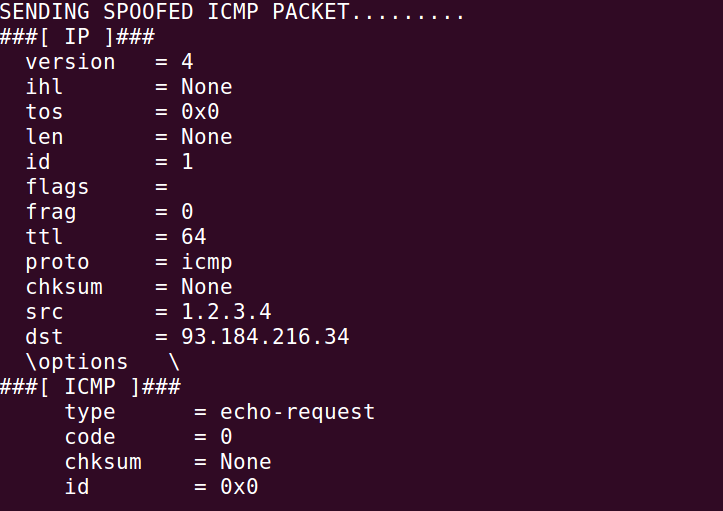 SENDING SPOOFED ICMP PACKET.........
###[ IP ]###
  version   = 4
  ihl       = None
  tos       = 0x0
  len       = None
  id        = 1
  flags     =
  frag      = 0
  ttl       = 64
  proto     = icmp
  chksum    = None
  src       = 1.2.3.4
  dst       = 93.184.216.34
  \options   \
###[ ICMP ]###
     type      = echo-request
     code      = 0
     chksum    = None
     id        = 0x0